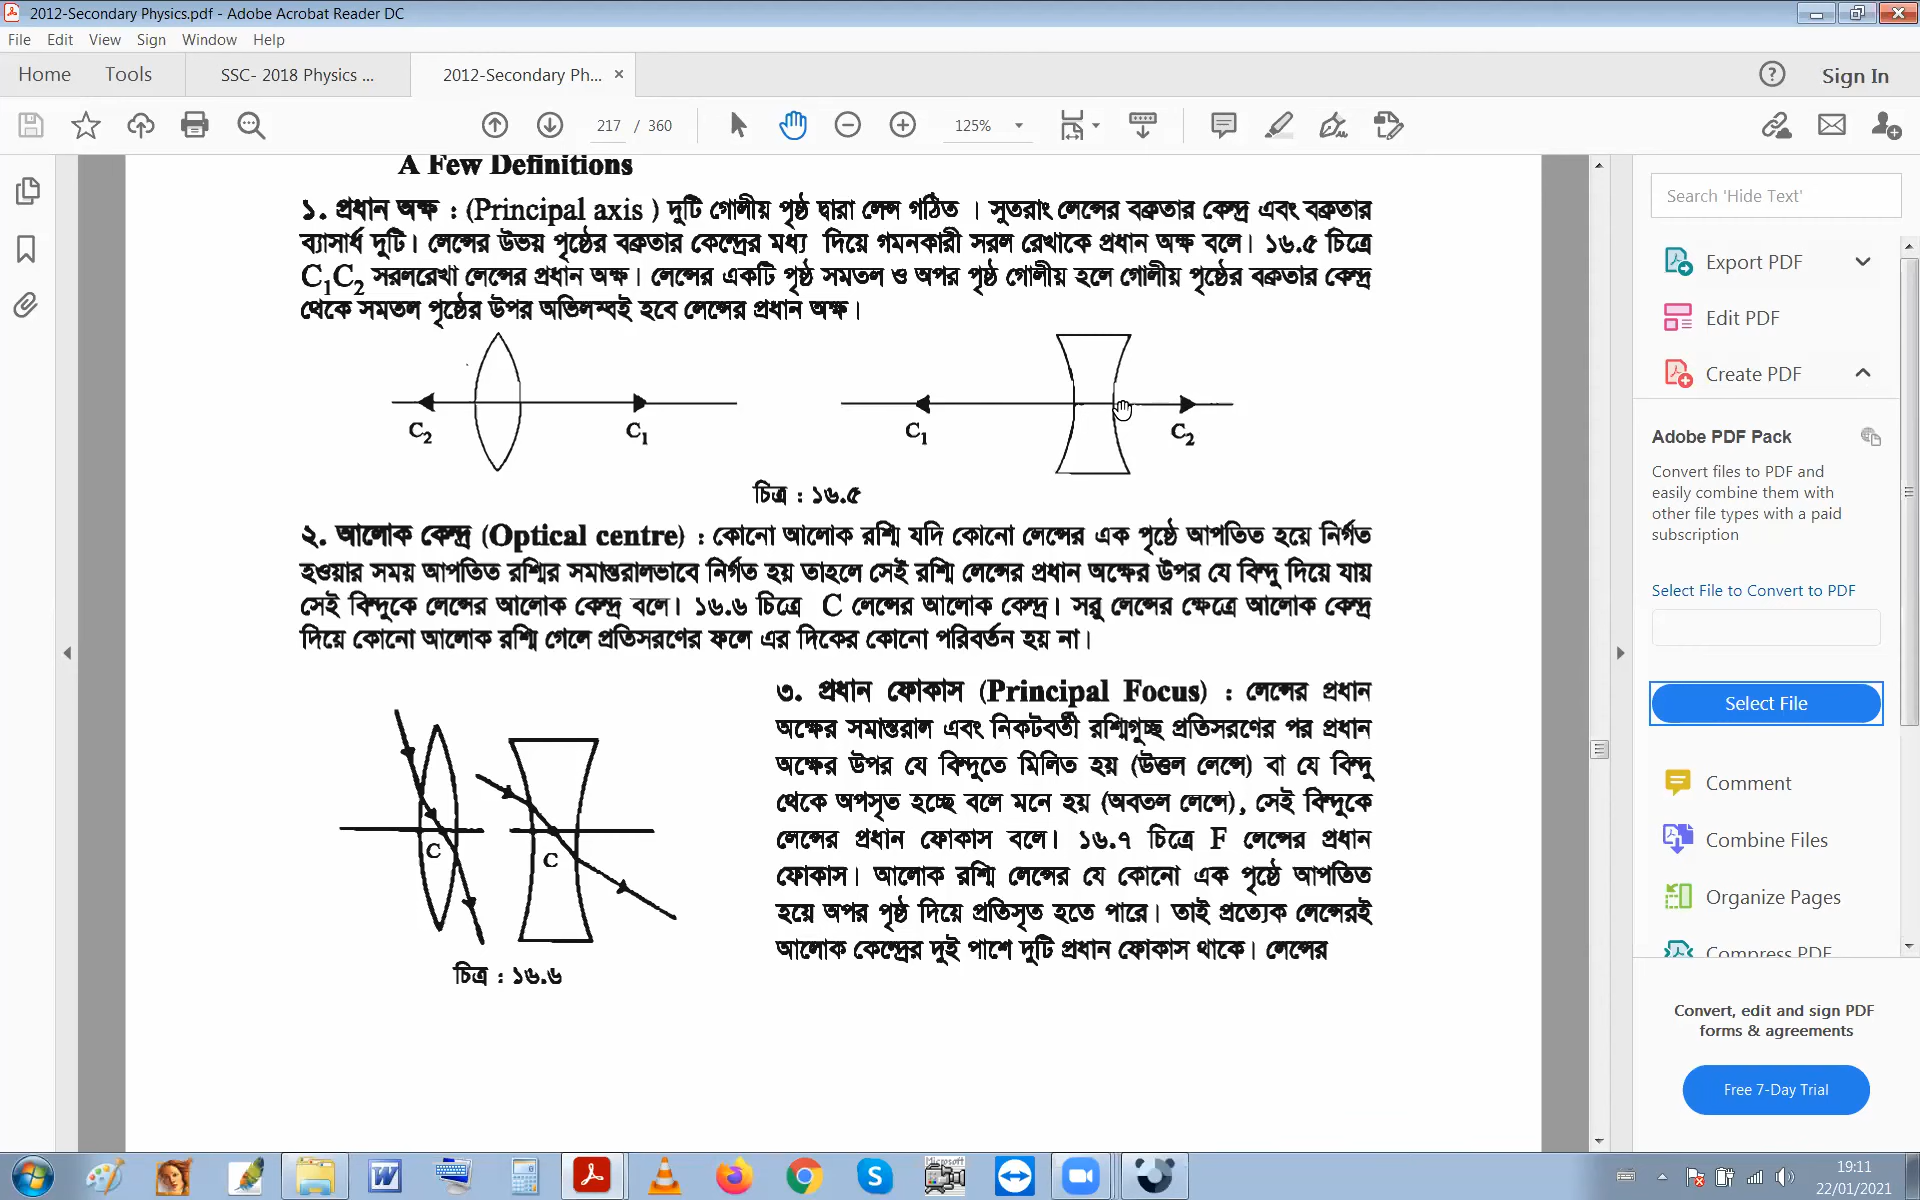 2012-Secondary Physics.pdf - Adobe Acrobat Reader DC
File Edit View Sign Window Help
Home Tools SSC- 2018 Physics ... 2012-Secondary Ph... × Sign In
217 / 360 125%
A Few Definitions
১. প্রধান অক্ষ : (Principal axis ) দুটি গোলীয় পৃষ্ঠ দ্বারা লেন্স গঠিত । সুতরাং লেন্সের বক্রতার কেন্দ্র এবং বক্রতার
ব্যাসার্ধ দুটি। লেন্সের উভয় পৃষ্ঠের বক্রতার কেন্দ্রের মধ্য দিয়ে গমনকারী সরল রেখাকে প্রধান অক্ষ বলে। ১৬.৫ চিত্রে
C₁C₂ সরলরেখা লেন্সের প্রধান অক্ষ। লেন্সের একটি পৃষ্ঠ সমতল ও অপর পৃষ্ঠ গোলীয় হলে গোলীয় পৃষ্ঠের বক্রতার কেন্দ্র
থেকে সমতল পৃষ্ঠের উপর অভিলম্বই হবে লেন্সের প্রধান অক্ষ।
C₂ C₁ C₁ C₂
চিত্র : ১৬.৫
২. আলোক কেন্দ্র (Optical centre) : কোনো আলোক রশ্মি যদি কোনো লেন্সের এক পৃষ্ঠে আপতিত হয়ে নির্গত
হওয়ার সময় আপতিত রশ্মির সমান্তরালভাবে নির্গত হয় তাহলে সেই রশ্মি লেন্সের প্রধান অক্ষের উপর যে বিন্দু দিয়ে যায়
সেই বিন্দুকে লেন্সের আলোক কেন্দ্র বলে। ১৬.৬ চিত্রে C লেন্সের আলোক কেন্দ্র। সরু লেন্সের ক্ষেত্রে আলোক কেন্দ্র
দিয়ে কোনো আলোক রশ্মি গেলে প্রতিসরণের ফলে এর দিকের কোনো পরিবর্তন হয় না।
C C
চিত্র : ১৬.৬
৩. প্রধান ফোকাস (Principal Focus) : লেন্সের প্রধান
অক্ষের সমান্তরাল এবং নিকটবর্তী রশ্মিগুচ্ছ প্রতিসরণের পর প্রধান
অক্ষের উপর যে বিন্দুতে মিলিত হয় (উত্তল লেন্সে) বা যে বিন্দু
থেকে অপসৃত হচ্ছে বলে মনে হয় (অবতল লেন্সে), সেই বিন্দুকে
লেন্সের প্রধান ফোকাস বলে। ১৬.৭ চিত্রে F লেন্সের প্রধান
ফোকাস। আলোক রশ্মি লেন্সের যে কোনো এক পৃষ্ঠে আপতিত
হয়ে অপর পৃষ্ঠ দিয়ে প্রতিসৃত হতে পারে। তাই প্রত্যেক লেন্সেরই
আলোক কেন্দ্রের দুই পাশে দুটি প্রধান ফোকাস থাকে। লেন্সের
Search 'Hide Text'
Export PDF
Edit PDF
Create PDF
Adobe PDF Pack
Convert files to PDF and
easily combine them with
other file types with a paid
subscription
Select File to Convert to PDF
Select File
Comment
Combine Files
Organize Pages
Compress PDF
Convert, edit and sign PDF
forms & agreements
Free 7-Day Trial
19:11
22/01/2021